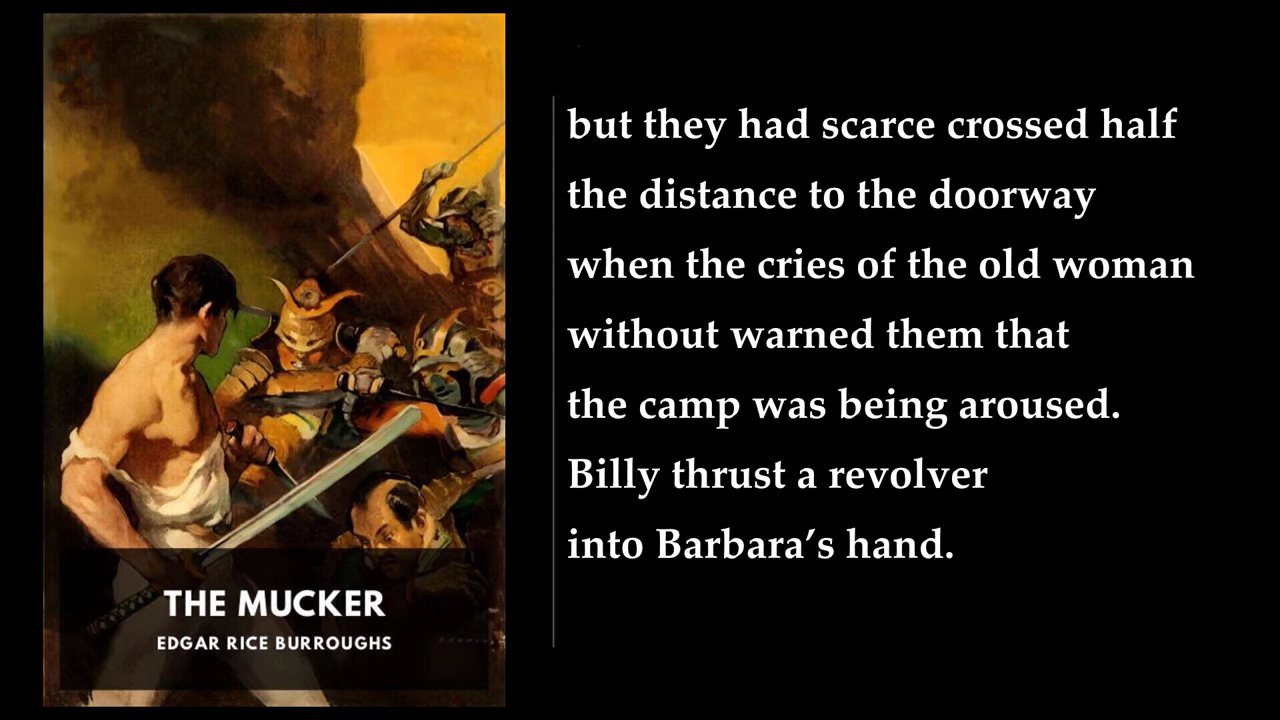 but they had scarce crossed half
the distance to the doorway
when the cries of the old woman
without warned them that
the camp was being aroused.
Billy thrust a revolver
into Barbara’s hand.
THE MUCKER
EDGAR RICE BURROUGHS